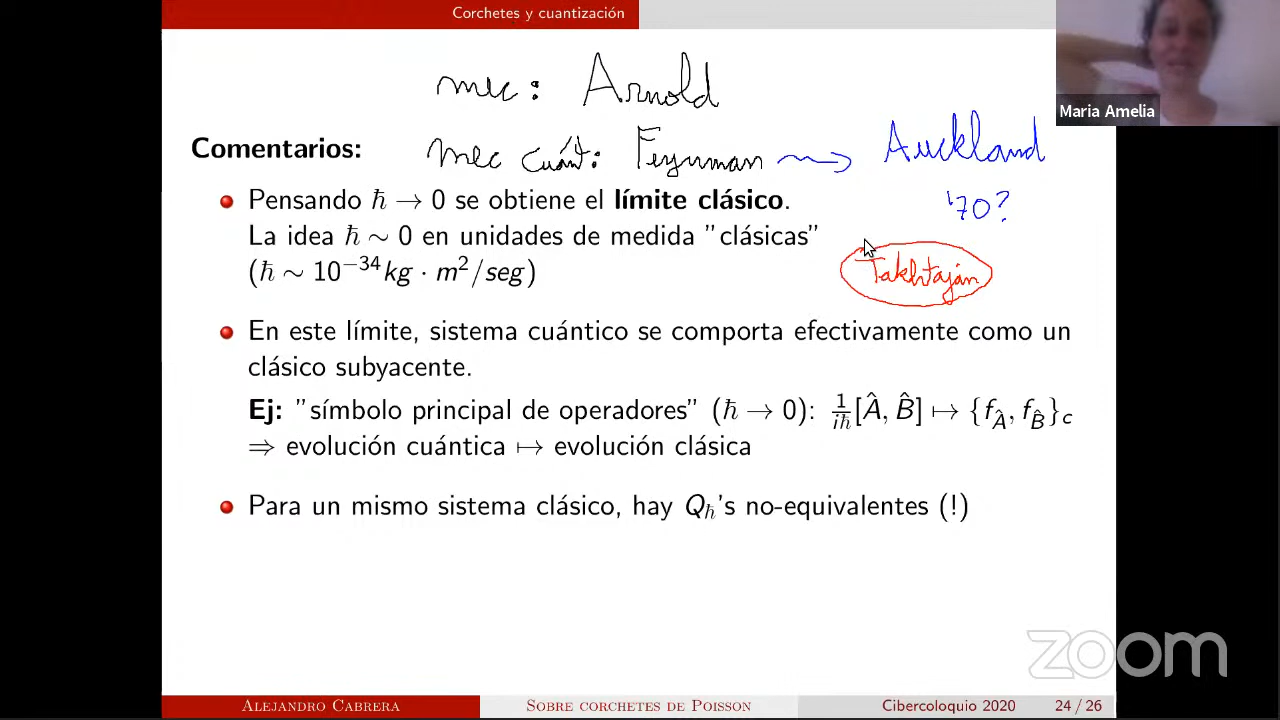 Corchetes y cuantización
mec: Arnold
Maria Amelia
Comentarios:
mec cuánt: Feynman → Auckland
'70?
Pensando ħ → 0 se obtiene el límite clásico.
La idea ħ ∼ 0 en unidades de medida "clásicas"
(ħ ∼ 10⁻³⁴kg · m²/seg)
Takhtaján
En este límite, sistema cuántico se comporta efectivamente como un
clásico subyacente.
Ej: "símbolo principal de operadores" (ħ → 0): 1/iħ [Â, B̂] ↦ {f_Â, f_B̂}_c
⇒ evolución cuántica ↦ evolución clásica
Para un mismo sistema clásico, hay Q_ħ's no-equivalentes (!)
zoom
Alejandro Cabrera Sobre corchetes de Poisson Cibercoloquio 2020 24 / 26